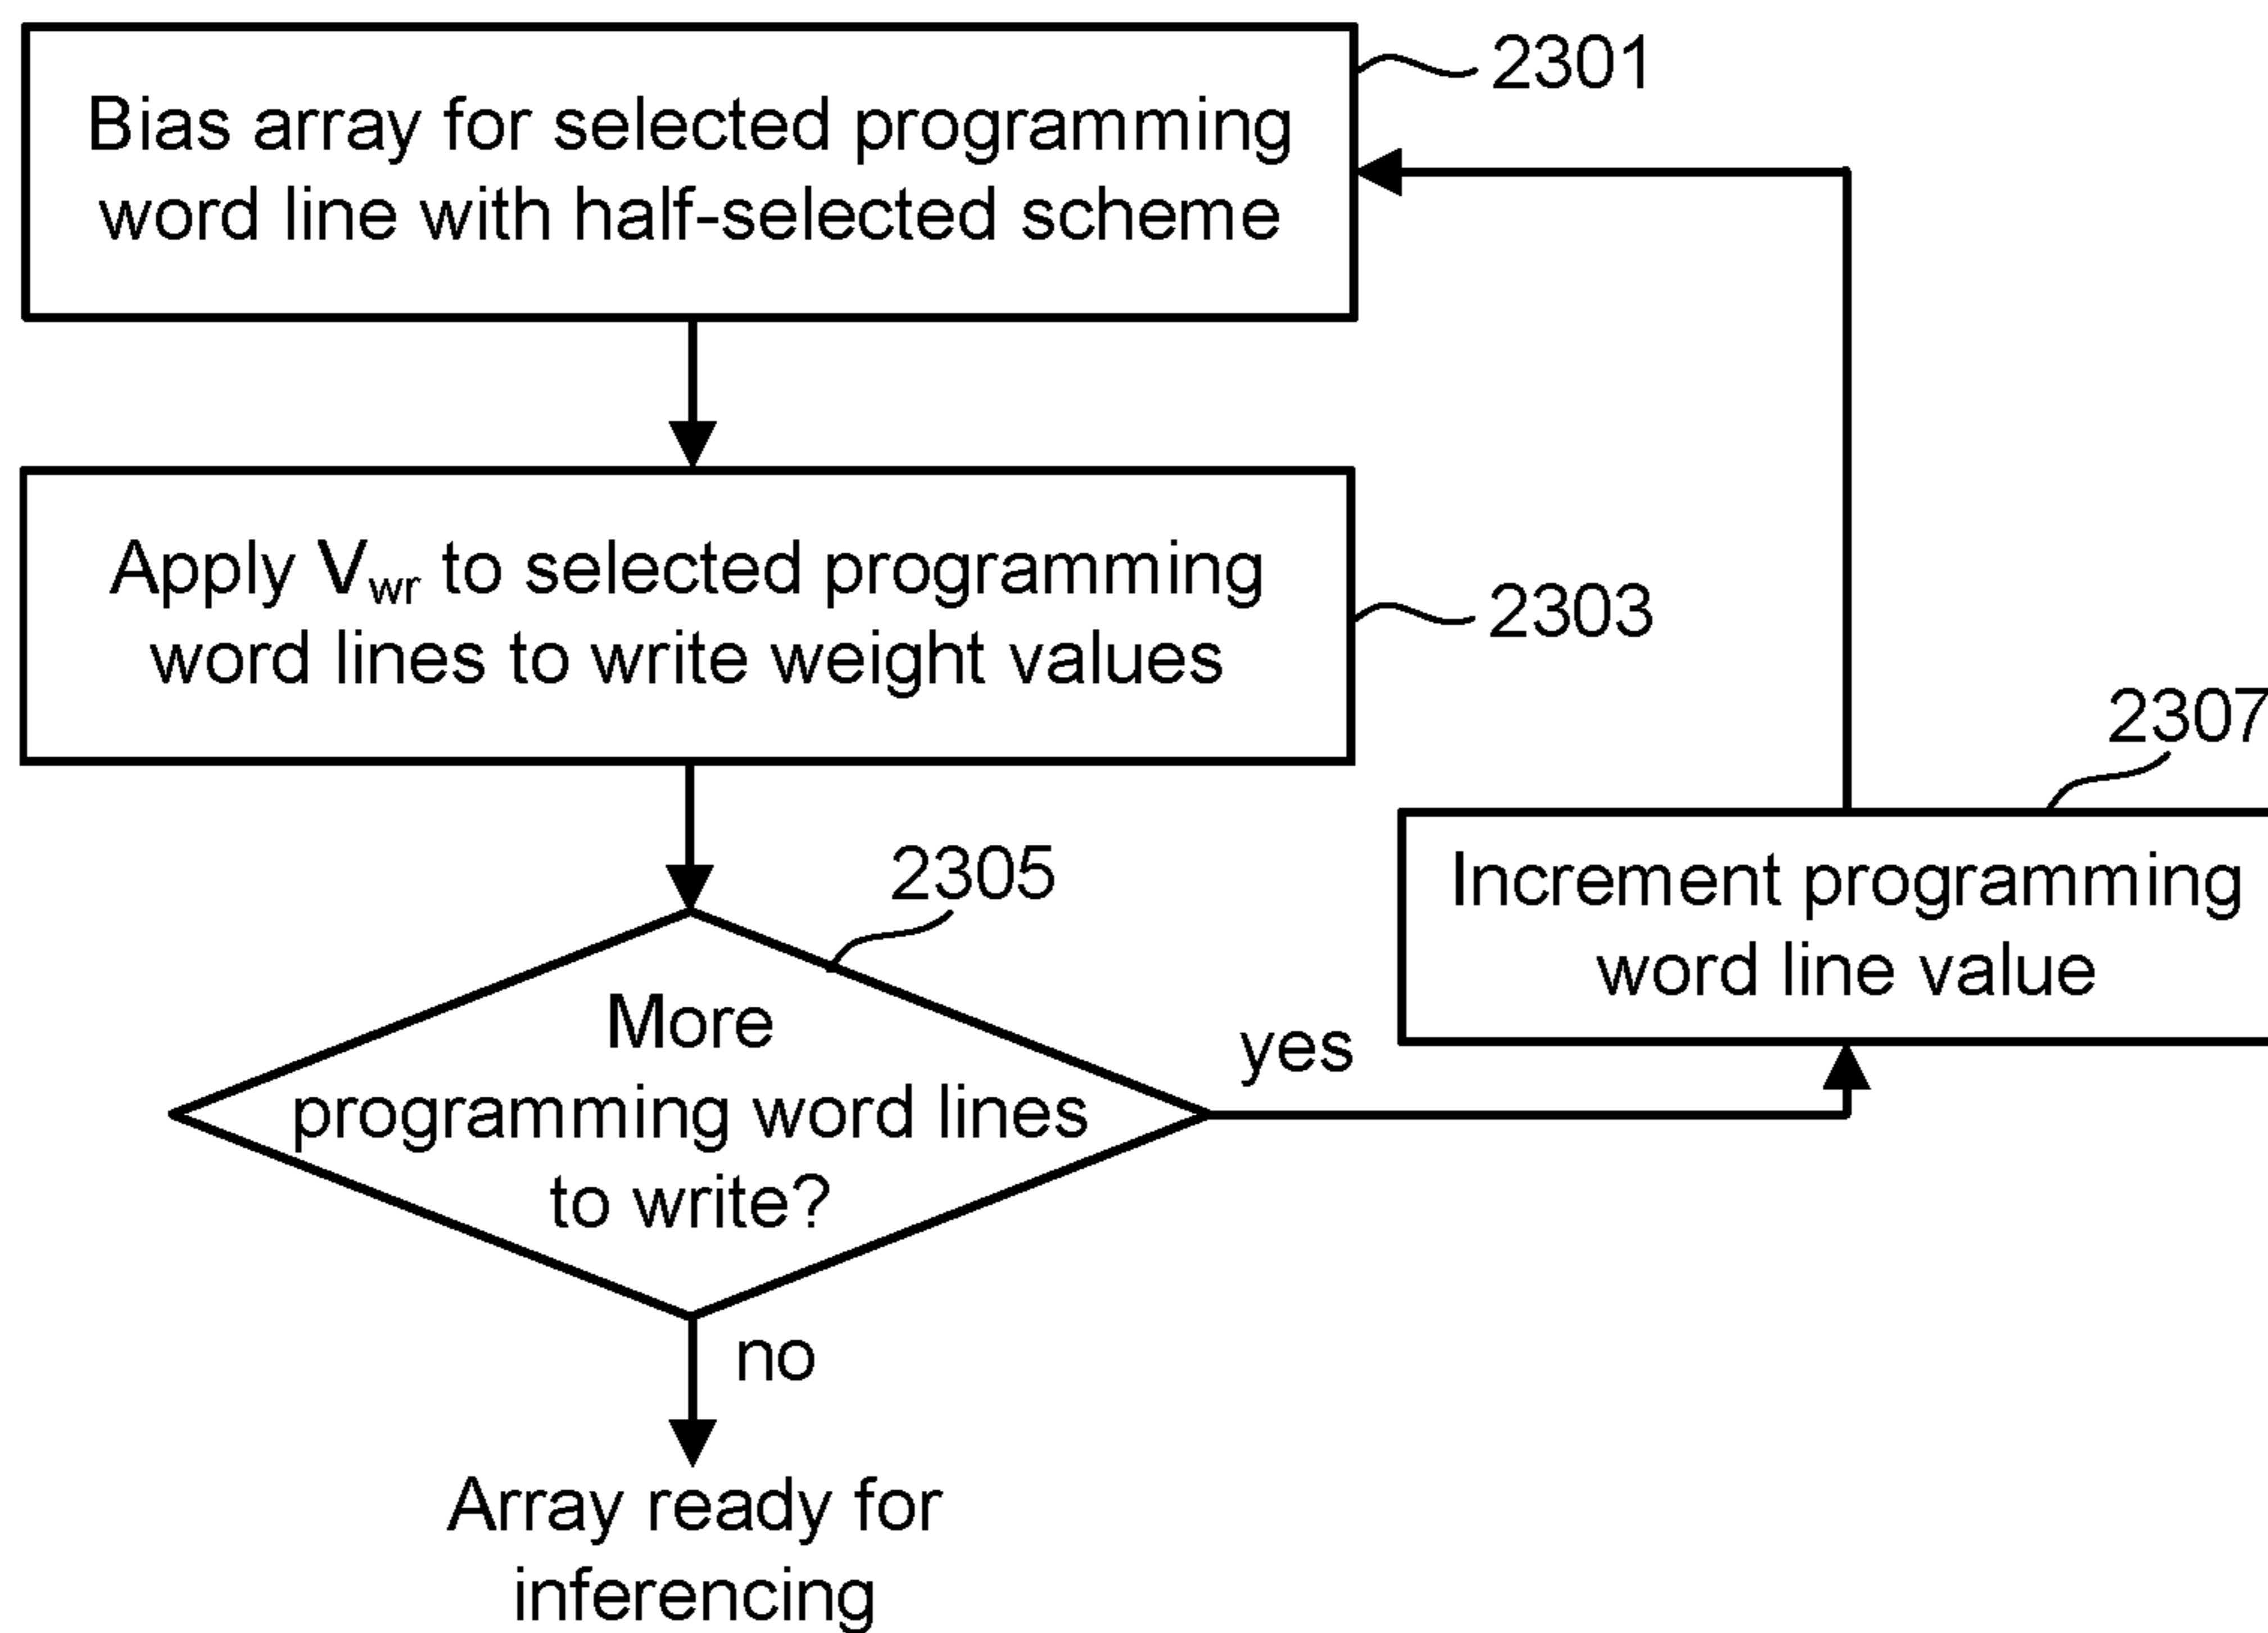 2301
Bias array for selected programming
word line with half-selected scheme
Apply Vwr to selected programming
word lines to write weight values
2303
2305
More
programming word lines
to write?
yes
2307
Increment programming
word line value
no
Array ready for
inferencing